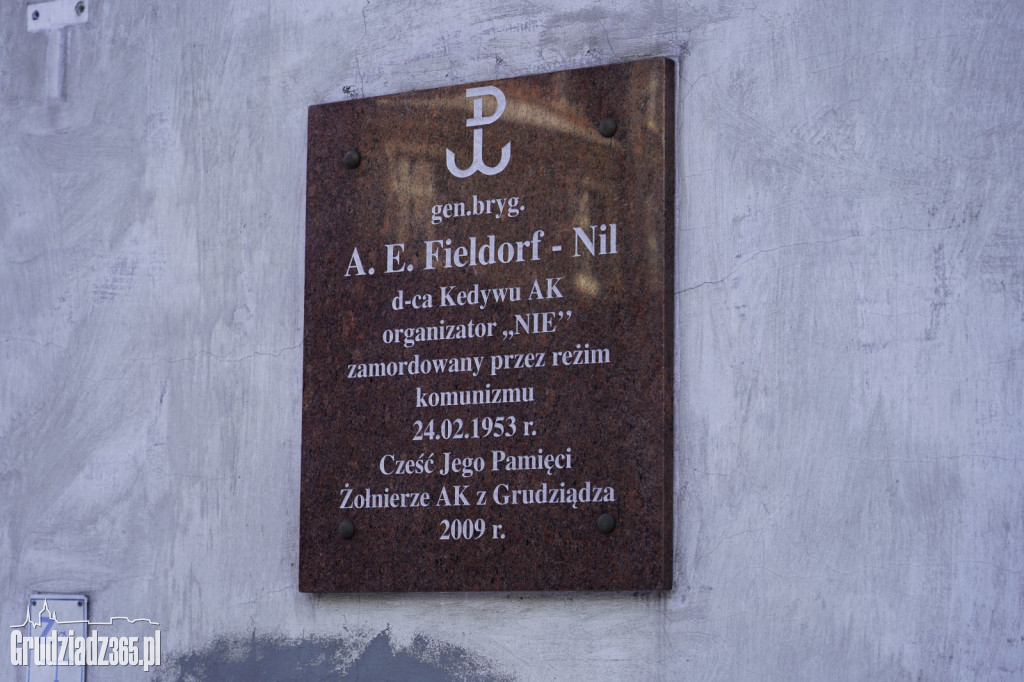 gen.bryg.
A. E. Fieldorf - Nil
d-ca Kedywu AK
organizator „NIE’’
zamordowany przez reżim
komunizmu
24.02.1953 r.
Cześć Jego Pamięci
Żołnierze AK z Grudziądza
2009 r.
Grudziadz365.pl